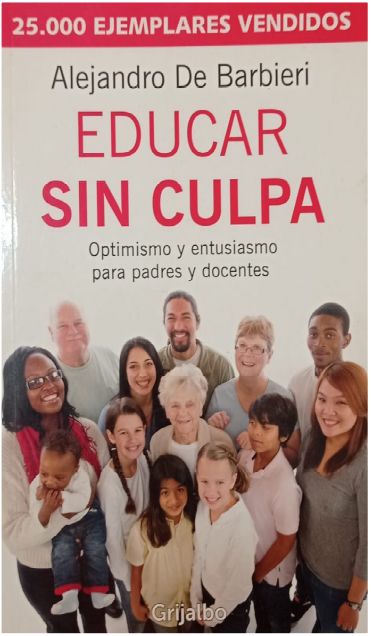 25.000 EJEMPLARES VENDIDOS
Alejandro De Barbieri
EDUCAR
SIN CULPA
Optimismo y entusiasmo
para padres y docentes
Grijalbo